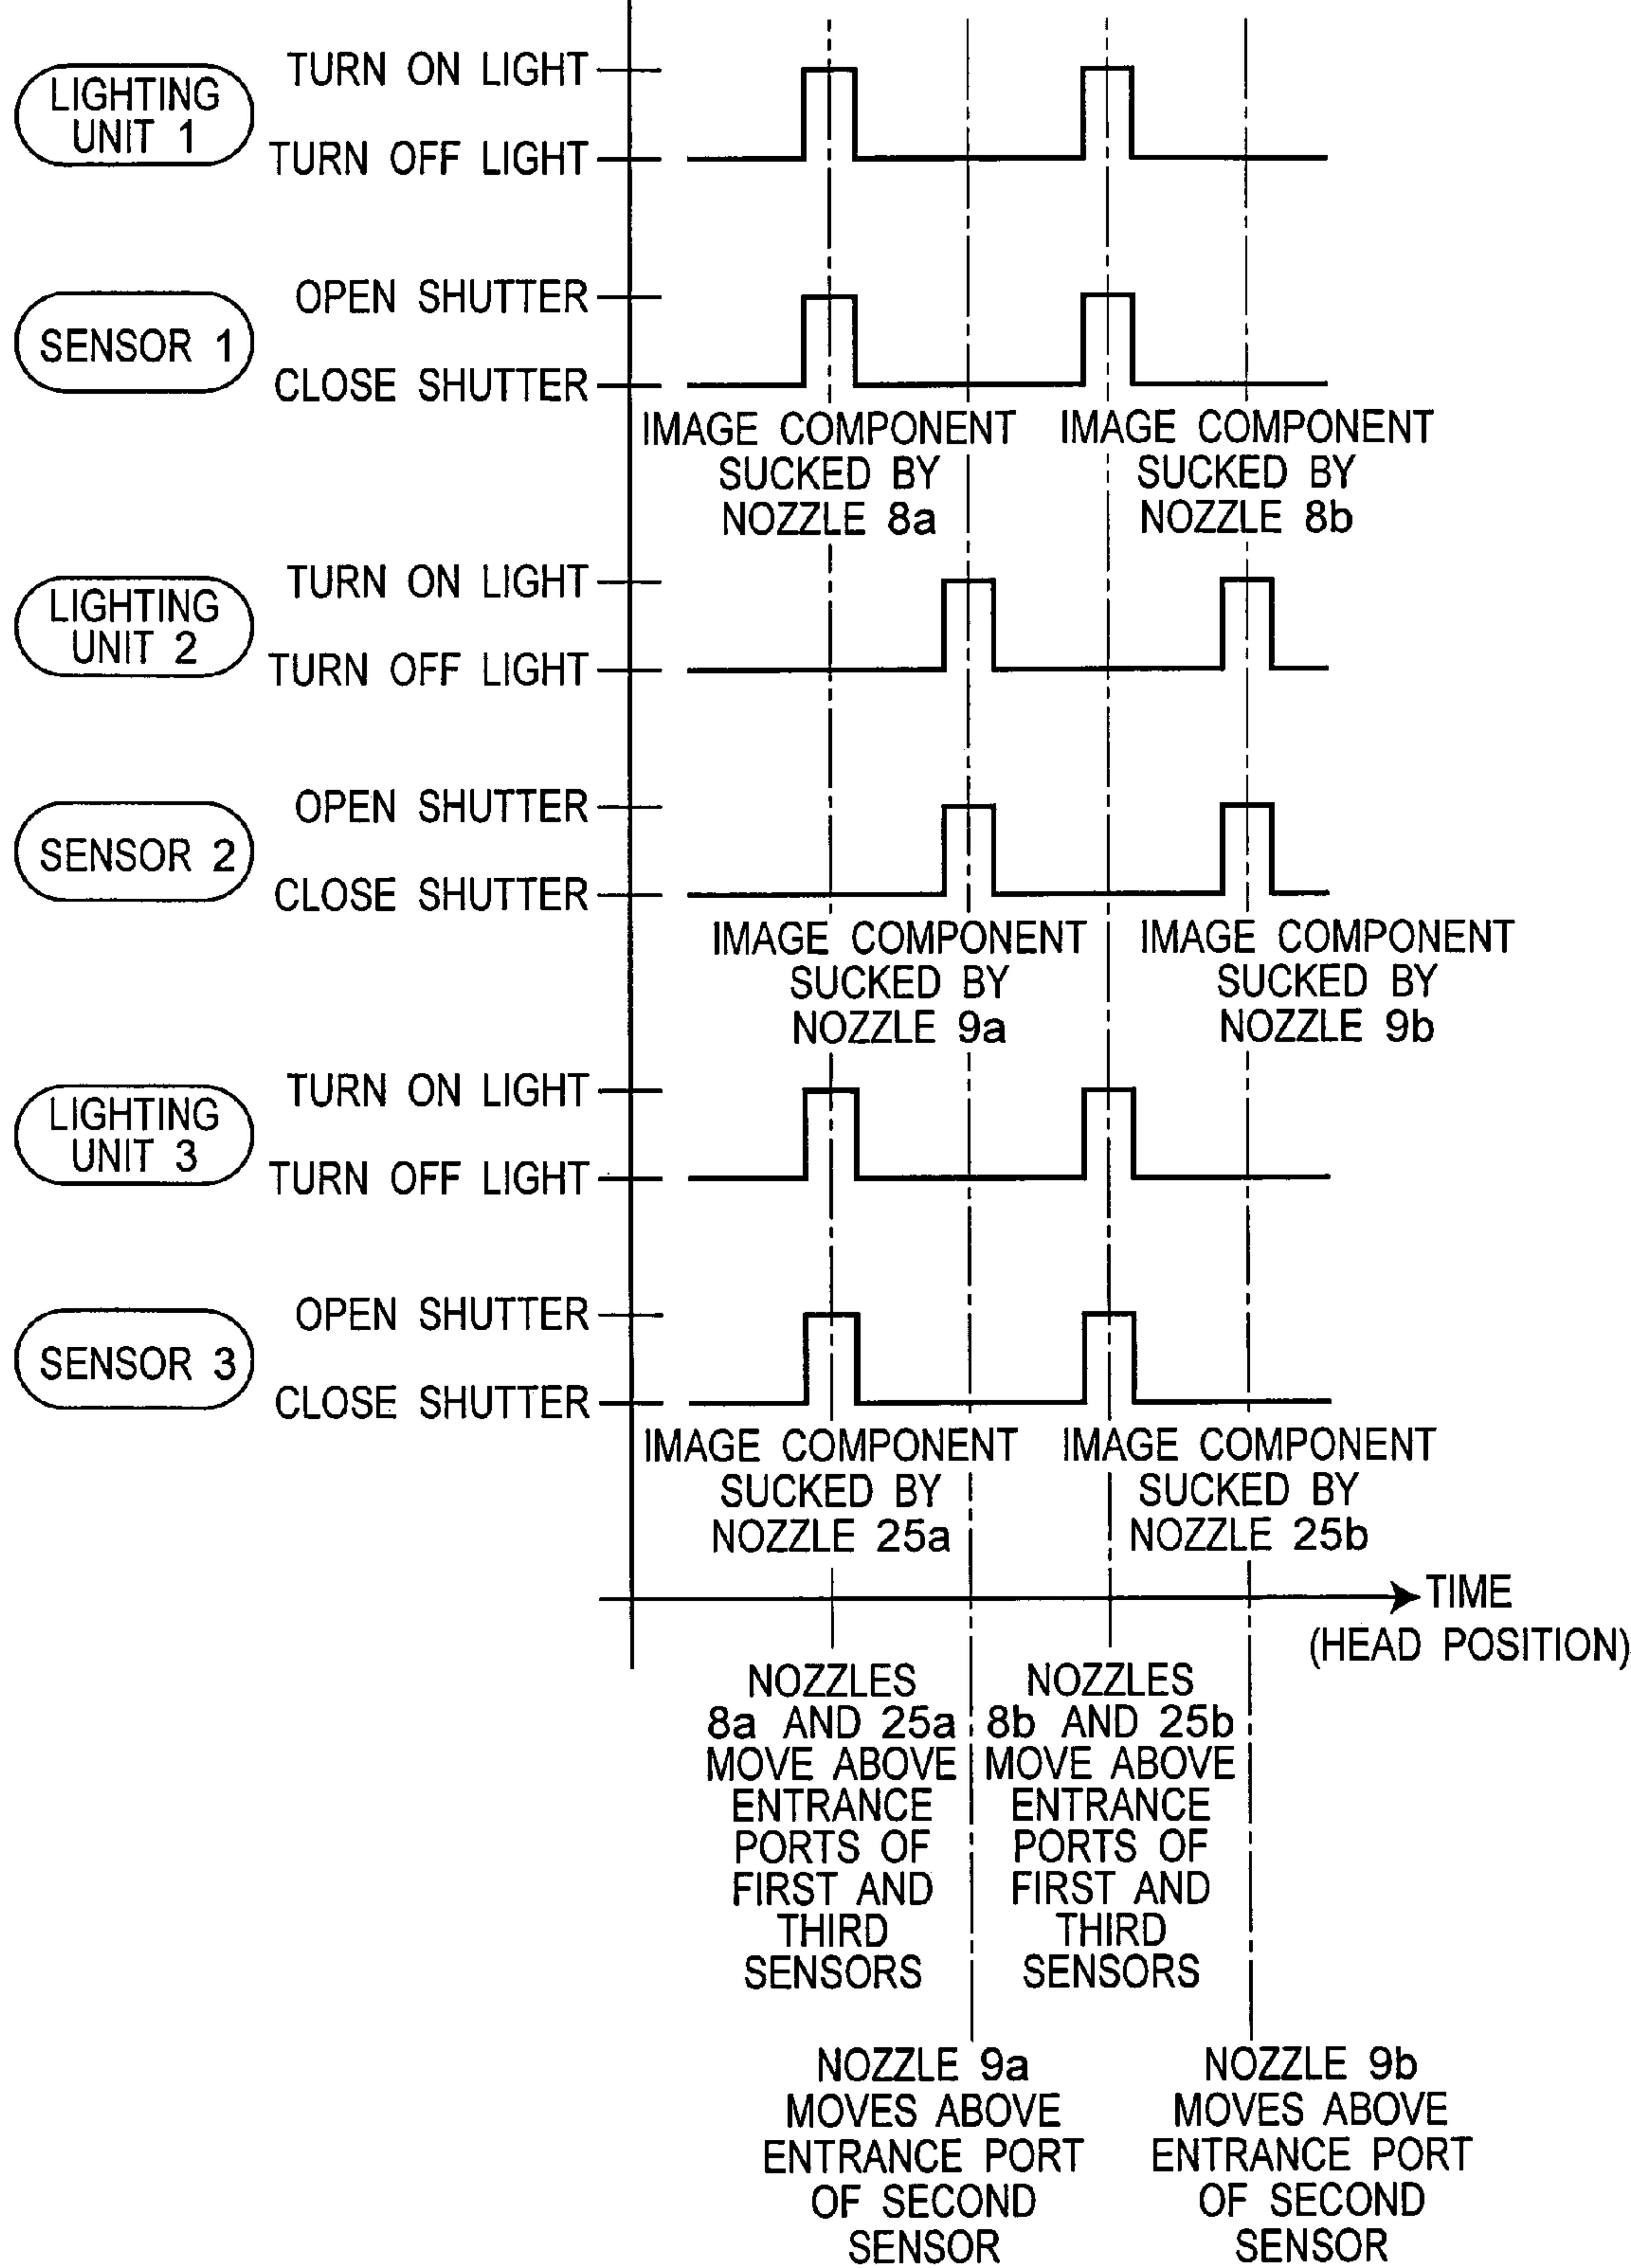 TURN ON LIGHT
LIGHTING
UNIT 1
TURN OFF LIGHT
OPEN SHUTTER
SENSOR 1
CLOSE SHUTTER
IMAGE COMPONENT
SUCKED BY
NOZZLE 8a
IMAGE COMPONENT
SUCKED BY
NOZZLE 8b
TURN ON LIGHT
LIGHTING
UNIT 2
TURN OFF LIGHT
OPEN SHUTTER
SENSOR 2
CLOSE SHUTTER
IMAGE COMPONENT
SUCKED BY
NOZZLE 9a
IMAGE COMPONENT
SUCKED BY
NOZZLE 9b
TURN ON LIGHT
LIGHTING
UNIT 3
TURN OFF LIGHT
OPEN SHUTTER
SENSOR 3
CLOSE SHUTTER
IMAGE COMPONENT
SUCKED BY
NOZZLE 25a
IMAGE COMPONENT
SUCKED BY
NOZZLE 25b
TIME
(HEAD POSITION)
NOZZLES
8a AND 25a
MOVE ABOVE
ENTRANCE
PORTS OF
FIRST AND
THIRD
SENSORS
NOZZLES
8b AND 25b
MOVE ABOVE
ENTRANCE
PORTS OF
FIRST AND
THIRD
SENSORS
NOZZLE 9a
MOVES ABOVE
ENTRANCE PORT
OF SECOND
SENSOR
NOZZLE 9b
MOVES ABOVE
ENTRANCE PORT
OF SECOND
SENSOR